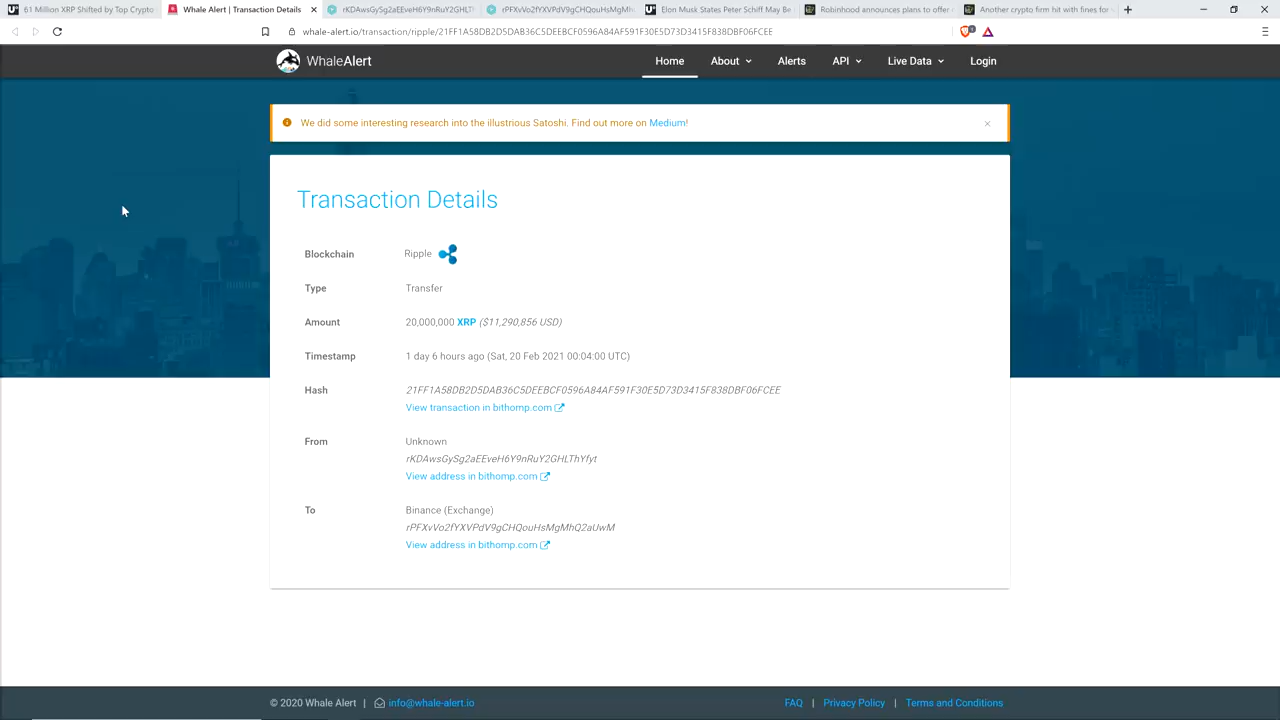 61 Million XRP Shifted by Top Crypto
Whale Alert | Transaction Details
rKDAwsGySg2aEEveH6Y9nRuY2GHLT
rPFXvVo2fYXVPdV9gCHQouHsMgMh
Elon Musk States Peter Schiff May Be
Robinhood announces plans to offer
Another crypto firm hit with fines for
whale-alert.io/transaction/ripple/21FF1A58DB2D5DAB36C5DEEBCF0596A84AF591F30E5D73D3415F838DBF06FCEE
WhaleAlert
Home
About
Alerts
API
Live Data
Login
We did some interesting research into the illustrious Satoshi. Find out more on Medium!
Transaction Details
Blockchain Ripple
Type Transfer
Amount 20,000,000 XRP ($11,290,856 USD)
Timestamp 1 day 6 hours ago (Sat, 20 Feb 2021 00:04:00 UTC)
Hash 21FF1A58DB2D5DAB36C5DEEBCF0596A84AF591F30E5D73D3415F838DBF06FCEE
View transaction in bithomp.com
From Unknown
rKDAwsGySg2aEEveH6Y9nRuY2GHLThYfyt
View address in bithomp.com
To Binance (Exchange)
rPFXvVo2fYXVPdV9gCHQouHsMgMhQ2aUwM
View address in bithomp.com
© 2020 Whale Alert | info@whale-alert.io
FAQ | Privacy Policy | Terms and Conditions